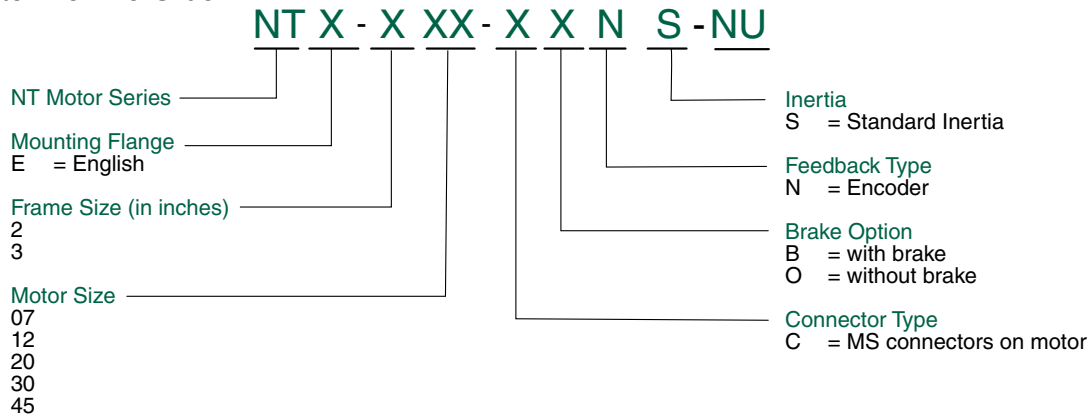 NT X - X XX - X X N S - NU
NT Motor Series
Mounting Flange
E = English
Frame Size (in inches)
2
3
Motor Size
07
12
20
30
45
Inertia
S = Standard Inertia
Feedback Type
N = Encoder
Brake Option
B = with brake
O = without brake
Connector Type
C = MS connectors on motor